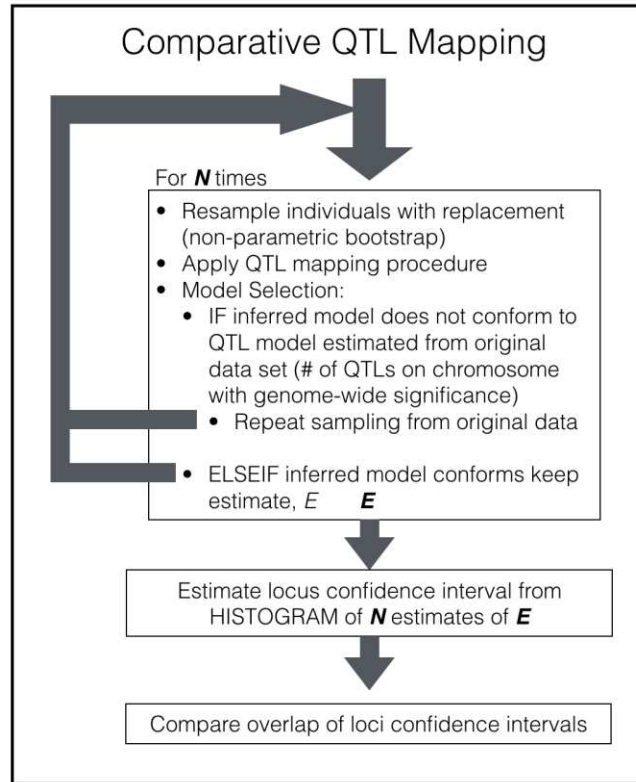 Comparative QTL Mapping
For N times
• Resample individuals with replacement
(non-parametric bootstrap)
• Apply QTL mapping procedure
• Model Selection:
• IF inferred model does not conform to
QTL model estimated from original
data set (# of QTLs on chromosome
with genome-wide significance)
• Repeat sampling from original data
• ELSEIF inferred model conforms keep
estimate, E E
Estimate locus confidence interval from
HISTOGRAM of N estimates of E
Compare overlap of loci confidence intervals